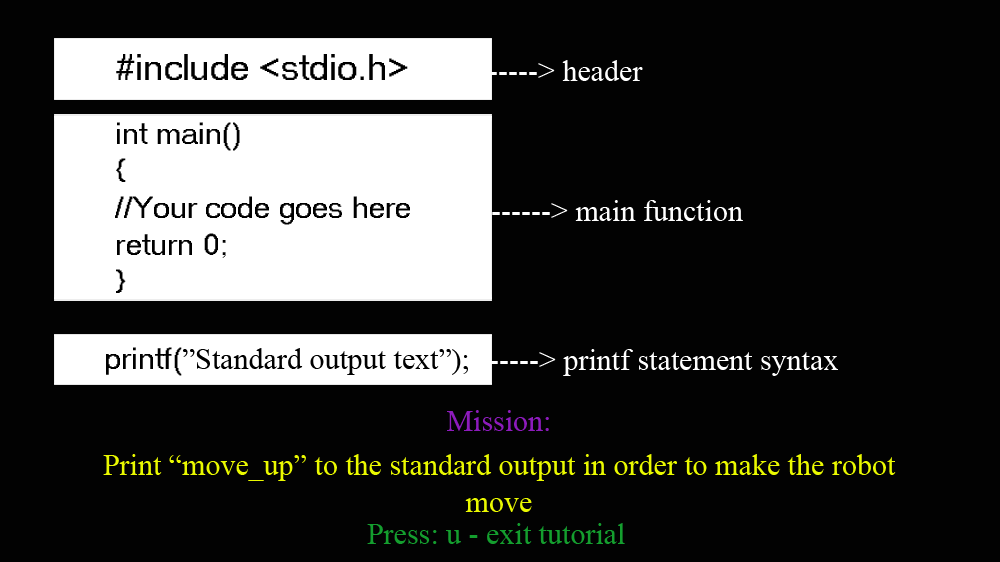 #include <stdio.h>
-----> header
int main()
{
//Your code goes here
return 0;
}
------> main function
printf(”Standard output text”);
-----> printf statement syntax
Mission:
Print “move_up” to the standard output in order to make the robot
move
Press: u - exit tutorial